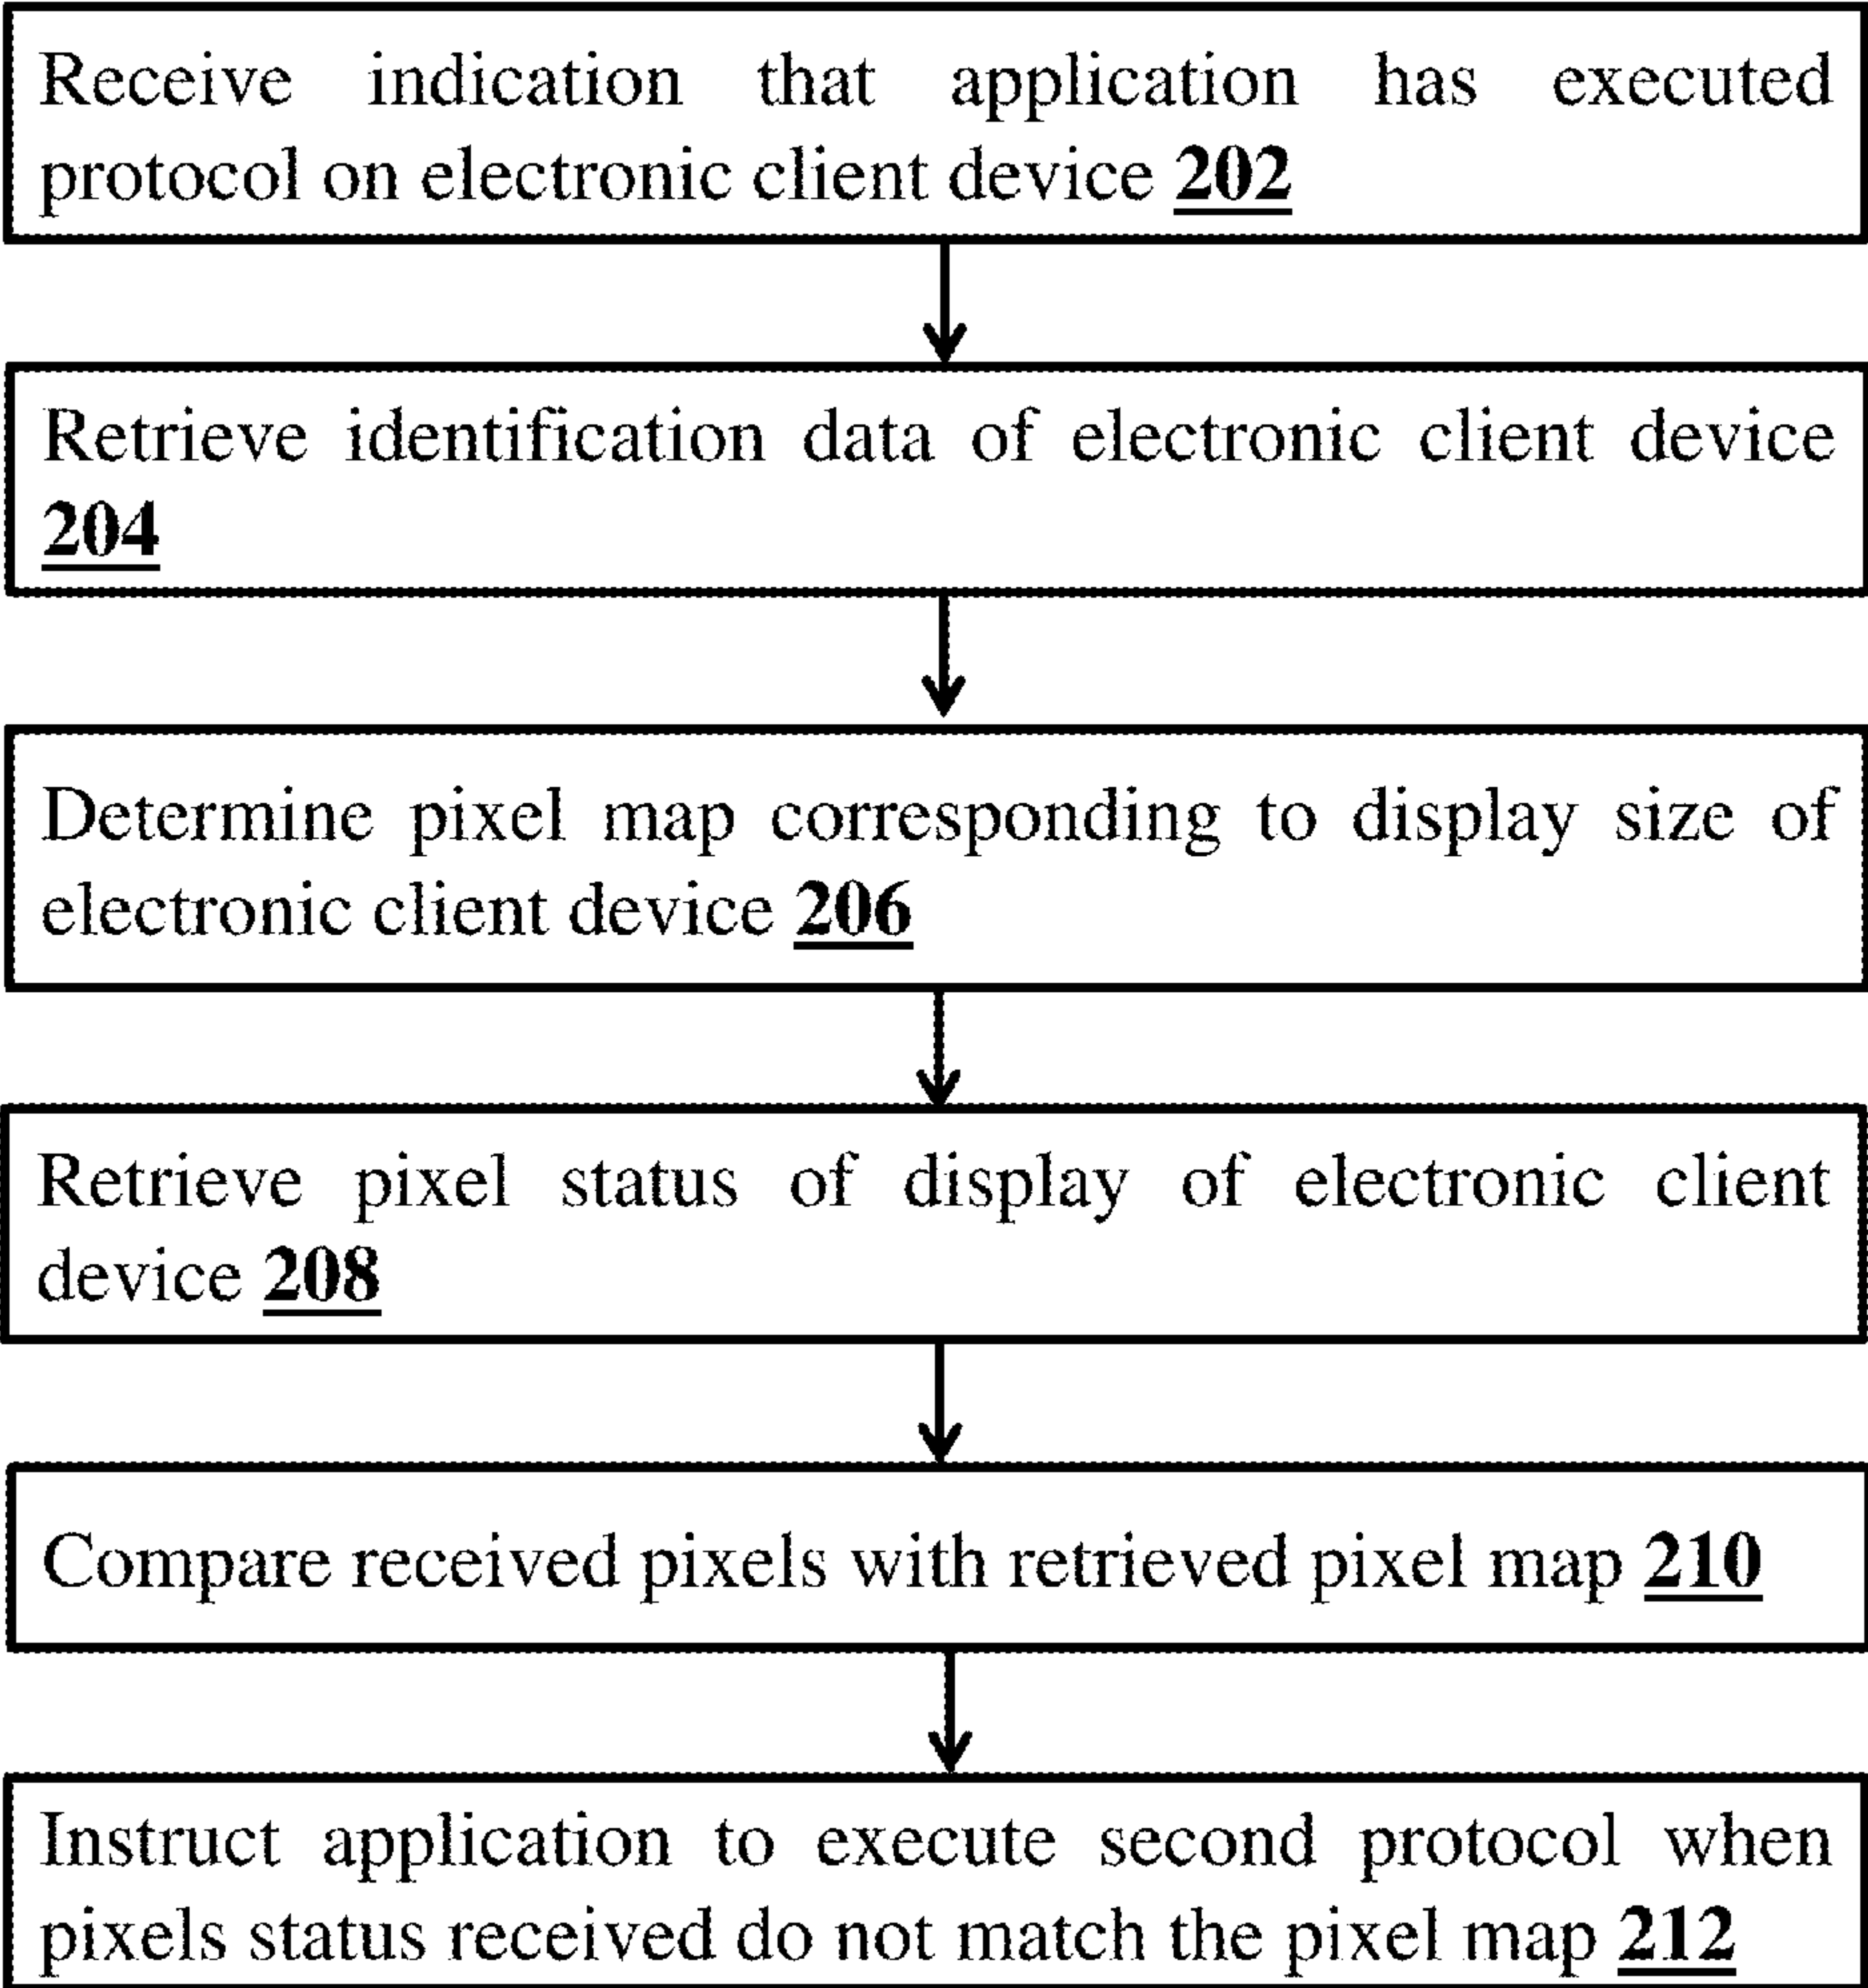 Receive indication that application has executed
protocol on electronic client device 202
Retrieve identification data of electronic client device
204
Determine pixel map corresponding to display size of
electronic client device 206
Retrieve pixel status of display of electronic client
device 208
Compare received pixels with retrieved pixel map 210
Instruct application to execute second protocol when
pixels status received do not match the pixel map 212